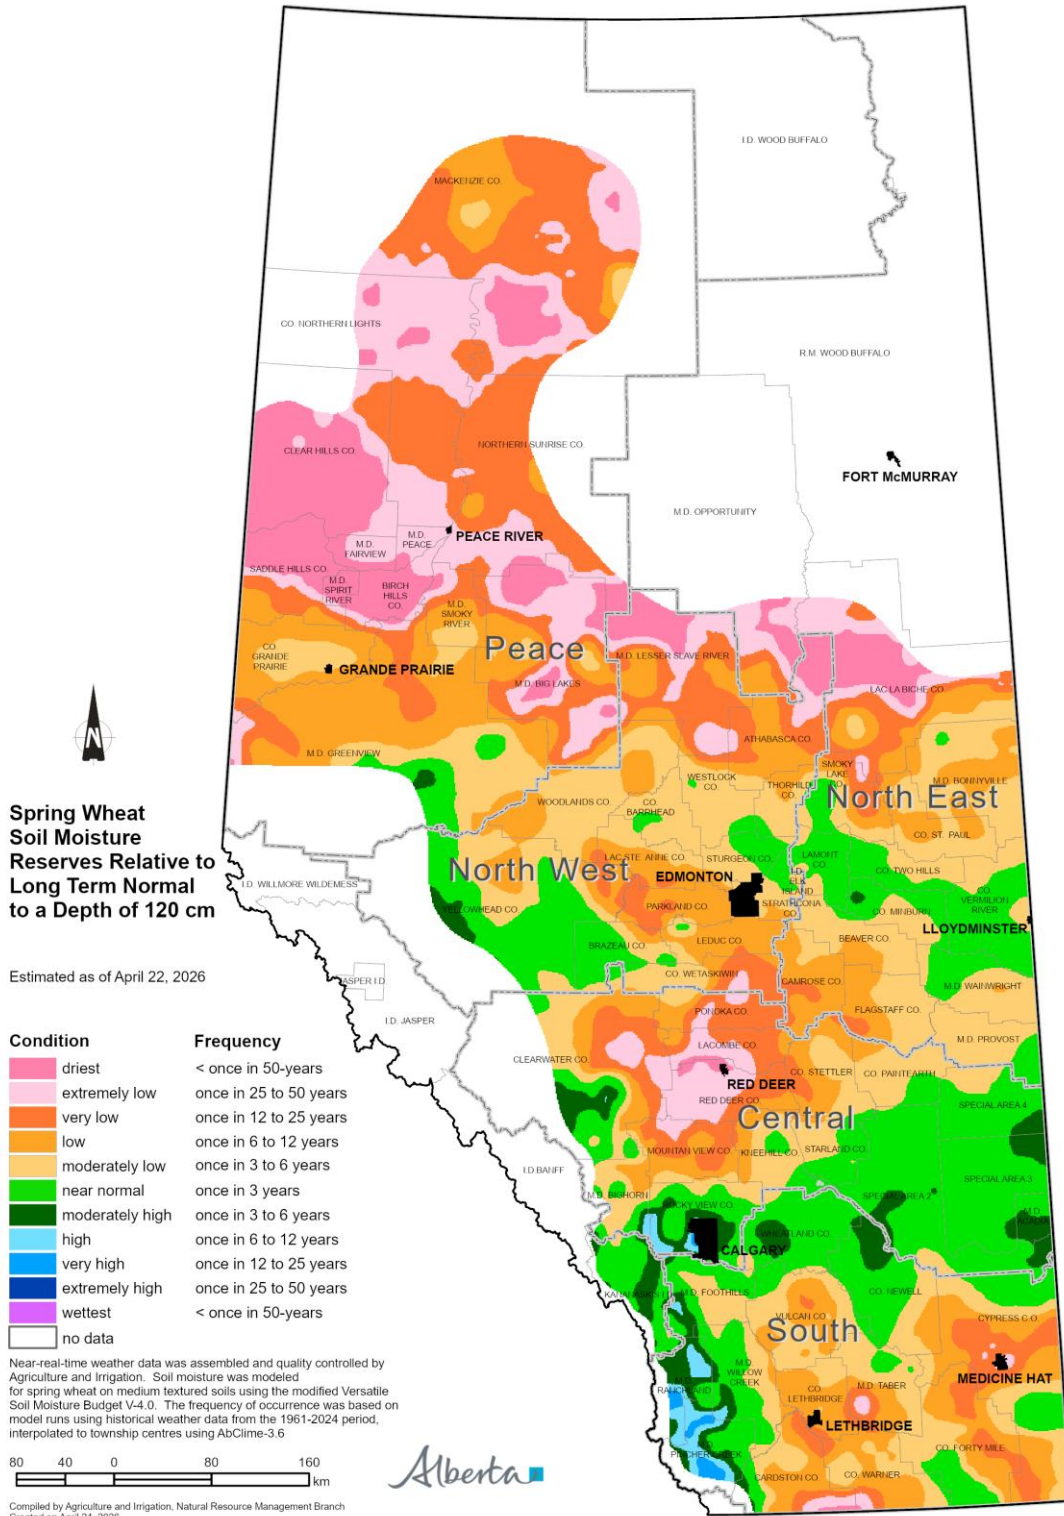 I.D. WOOD BUFFALO
MACKENZIE CO.
CO. NORTHERN LIGHTS
R.M. WOOD BUFFALO
CLEAR HILLS CO.
NORTHERN SUNRISE CO.
FORT McMURRAY
M.D. OPPORTUNITY
PEACE RIVER
M.D.
PEACE
M.D.
FAIRVIEW
SADDLE HILLS CO.
M.D.
SPIRIT
RIVER
BIRCH
HILLS
CO.
M.D.
SMOKY
RIVER
Peace
CO.
GRANDE
PRAIRIE
GRANDE PRAIRIE
M.D. LESSER SLAVE RIVER
M.D. BIG LAKES
LAC LA BICHE CO.
N
M.D. GREENVIEW
ATHABASCA CO.
SMOKY
LAKE
CO.
WESTLOCK
CO
THORHILD
CO.
M.D. BONNYVILLE
North East
WOODLANDS CO.
CO.
BARRHEAD
CO. ST. PAUL
Spring Wheat
Soil Moisture
Reserves Relative to
Long Term Normal
to a Depth of 120 cm
North West
LAC STE. ANNE CO.
STURGEON CO.
LAMONT
CO.
CO. TWO HILLS
EDMONTON
I.D.
ELK
ISLAND
I.D. WILLMORE WILDERNESS
YELLOWHEAD CO.
PARKLAND CO.
STRATHCONA
CO.
CO.
VERMILION
RIVER
CO. MINBURN
LLOYDMINSTER
BRAZEAU CO.
LEDUC CO.
BEAVER CO.
Estimated as of April 22, 2026
JASPER I.D.
CO. WETASKIWIN
CAMROSE CO.
M.D. WAINWRIGHT
I.D. JASPER
PONOKA CO.
FLAGSTAFF CO.
Condition Frequency
driest < once in 50-years
extremely low once in 25 to 50 years
very low once in 12 to 25 years
low once in 6 to 12 years
moderately low once in 3 to 6 years
near normal once in 3 years
moderately high once in 3 to 6 years
high once in 6 to 12 years
very high once in 12 to 25 years
extremely high once in 25 to 50 years
wettest < once in 50-years
no data
CLEARWATER CO.
LACOMBE CO.
M.D. PROVOST
RED DEER
CO. STETTLER
CO. PAINTEARTH
RED DEER CO.
SPECIAL AREA 4
Central
MOUNTAIN VIEW CO.
KNEEHILL CO.
STARLAND CO.
I.D. BANFF
SPECIAL AREA 3
M.D. BIGHORN
SPECIAL AREA 2
ROCKY VIEW CO.
M.D.
ACADIA
WHEATLAND CO.
CALGARY
KANANASKIS I.D.
M.D. FOOTHILLS
CO. NEWELL
VULCAN CO.
CYPRESS CO
South
MEDICINE HAT
M.D.
WILLOW
CREEK
M.D.
RANCHLAND
CO.
LETHBRIDGE
M.D. TABER
LETHBRIDGE
PINCHER CREEK
CO. FORTY MILE
CARDSTON CO.
CO. WARNER
Near-real-time weather data was assembled and quality controlled by
Agriculture and Irrigation. Soil moisture was modeled
for spring wheat on medium textured soils using the modified Versatile
Soil Moisture Budget V-4.0. The frequency of occurrence was based on
model runs using historical weather data from the 1961-2024 period,
interpolated to township centres using AbClime-3.6
80 40 0 80 160
km
Alberta
Compiled by Agriculture and Irrigation, Natural Resource Management Branch